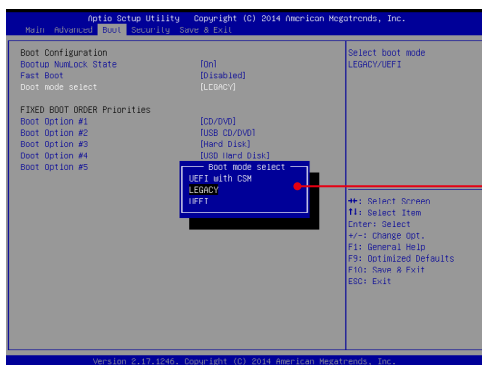 Aptio Setup Utility Copyright (C) 2014 American Megatrends, Inc.
Main Advanced Boot Security Save & Exit
Boot Configuration
Bootup NumLock State [On]
Fast Boot [Disabled]
Boot mode select [LEGACY]
FIXED BOOT ORDER Priorities
Boot Option #1 [CD/DVD]
Boot Option #2 [USB CD/DVD]
Boot Option #3 [Hard Disk]
Boot Option #4 [USB Hard Disk]
Boot Option #5
Boot mode select
UEFI with CSM
LEGACY
UEFI
Select boot mode
LEGACY/UEFI
↔: Select Screen
↑↓: Select Item
Enter: Select
+/-: Change Opt.
F1: General Help
F9: Optimized Defaults
F10: Save & Exit
ESC: Exit
Version 2.17.1246. Copyright (C) 2014 American Megatrends, Inc.